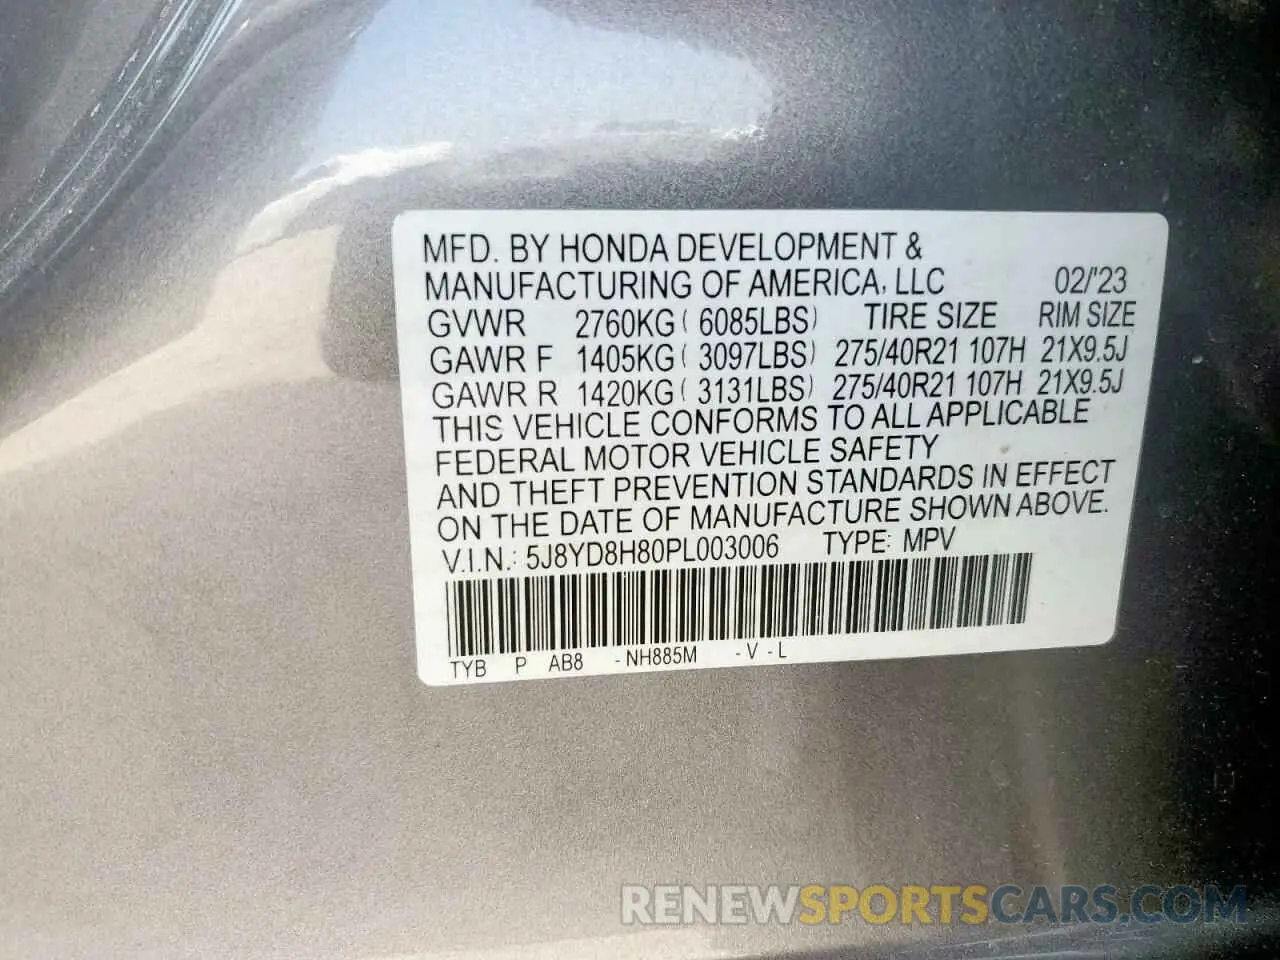 MFD. BY HONDA DEVELOPMENT &
MANUFACTURING OF AMERICA, LLC 02/'23
GVWR 2760KG ( 6085LBS) TIRE SIZE RIM SIZE
GAWR F 1405KG ( 3097LBS) 275/40R21 107H 21X9.5J
GAWR R 1420KG ( 3131LBS) 275/40R21 107H 21X9.5J
THIS VEHICLE CONFORMS TO ALL APPLICABLE
FEDERAL MOTOR VEHICLE SAFETY
AND THEFT PREVENTION STANDARDS IN EFFECT
ON THE DATE OF MANUFACTURE SHOWN ABOVE.
V.I.N.: 5J8YD8H80PL003006 TYPE: MPV
TYB P AB8 - NH885M - V - L
RENEWSPORTSCARS.COM